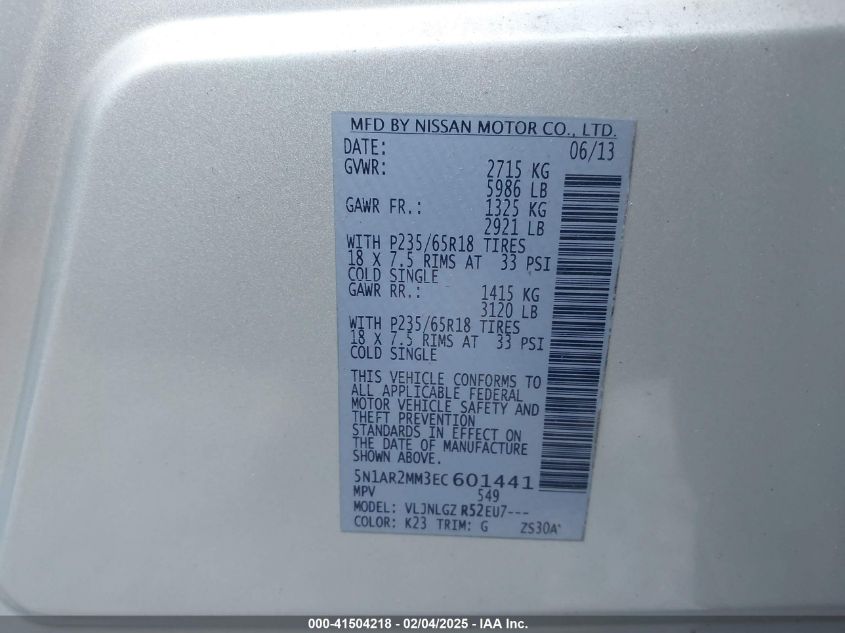 MFD BY NISSAN MOTOR CO., LTD.
DATE: 06/13
GVWR: 2715 KG
5986 LB
GAWR FR.: 1325 KG
2921 LB
WITH P235/65R18 TIRES
18 X 7.5 RIMS AT 33 PSI
COLD SINGLE
GAWR RR.: 1415 KG
3120 LB
WITH P235/65R18 TIRES
18 X 7.5 RIMS AT 33 PSI
COLD SINGLE
THIS VEHICLE CONFORMS TO
ALL APPLICABLE FEDERAL
MOTOR VEHICLE SAFETY AND
THEFT PREVENTION
STANDARDS IN EFFECT ON
THE DATE OF MANUFACTURE
SHOWN ABOVE.
5N1AR2MM3EC601441
MPV 549
MODEL: VLJNLGZ R52EU7---
COLOR: K23 TRIM: G
000-41504218 - 02/04/2025 - IAA Inc.